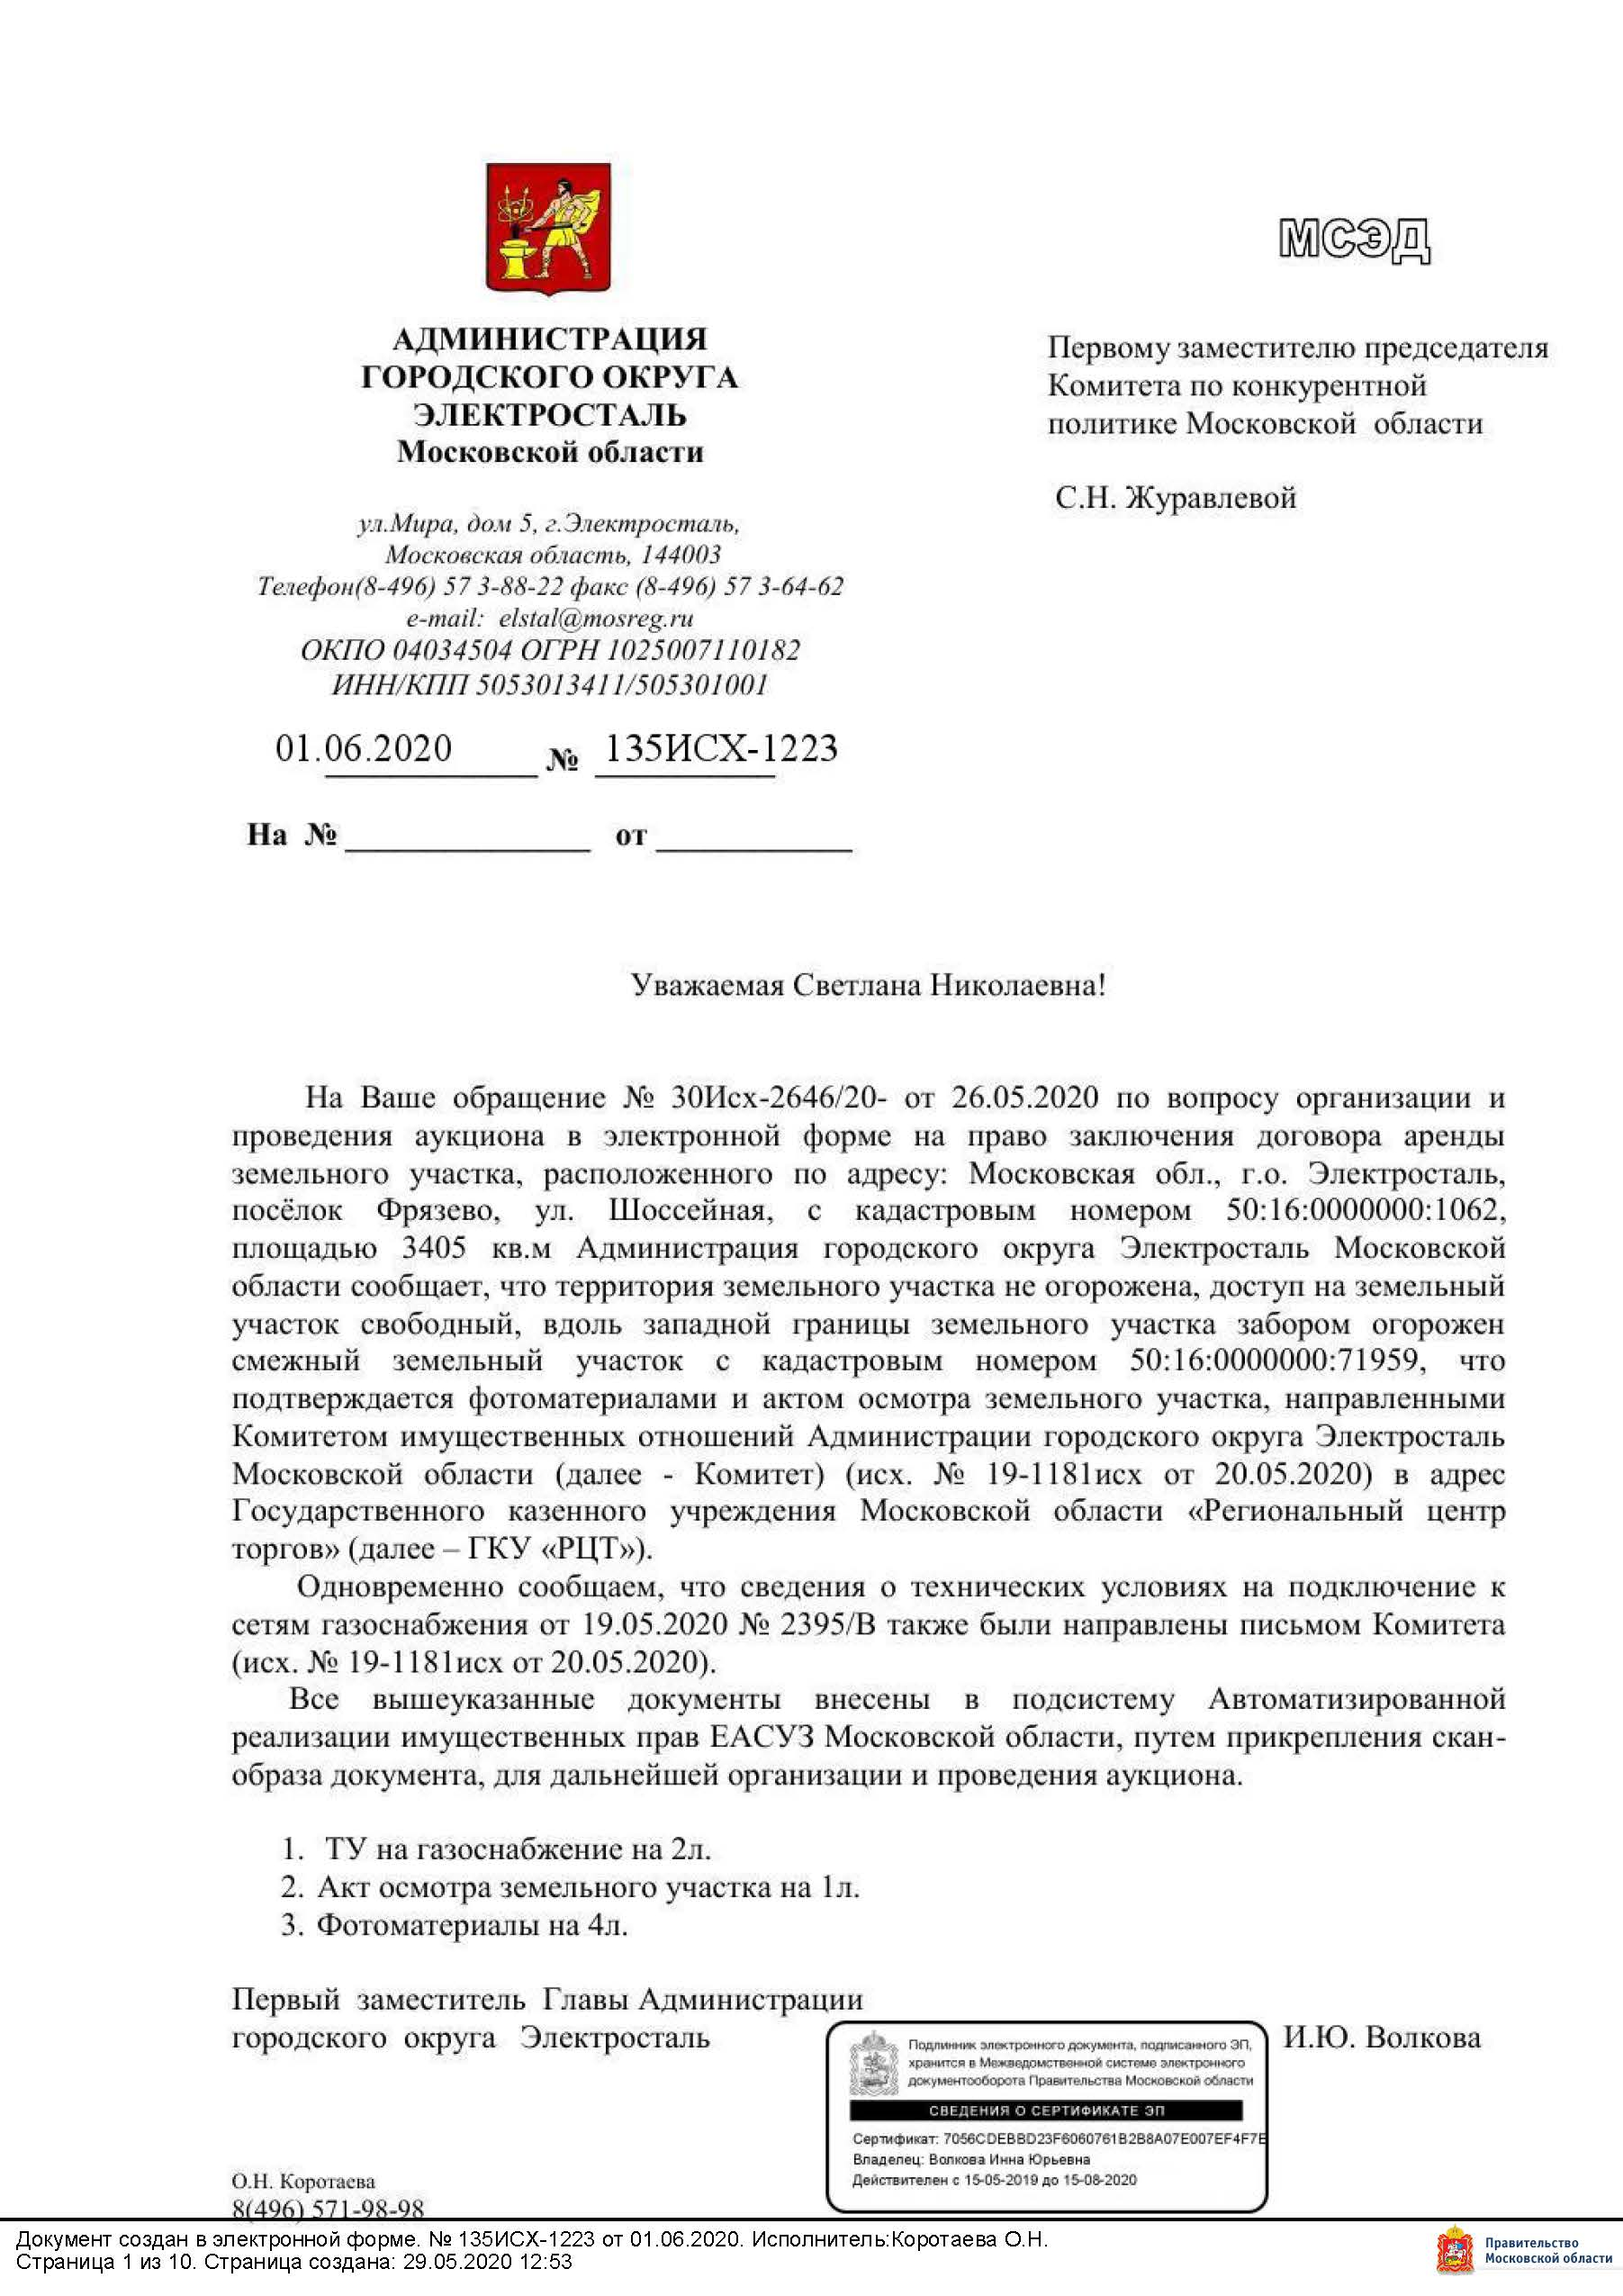 МСЭД
АДМИНИСТРАЦИЯ
ГОРОДСКОГО ОКРУГА
ЭЛЕКТРОСТАЛЬ
Московской области
ул.Мира, дом 5, г.Электросталь,
Московская область, 144003
Телефон(8-496) 57 3-88-22 факс (8-496) 57 3-64-62
e-mail: elstal@mosreg.ru
ОКПО 04034504 ОГРН 1025007110182
ИНН/КПП 5053013411/505301001
01.06.2020 № 135ИСХ-1223
На № от
Первому заместителю председателя
Комитета по конкурентной
политике Московской области
С.Н. Журавлевой
Уважаемая Светлана Николаевна!
На Ваше обращение № 30Исх-2646/20- от 26.05.2020 по вопросу организации и
проведения аукциона в электронной форме на право заключения договора аренды
земельного участка, расположенного по адресу: Московская обл., г.о. Электросталь,
посёлок Фрязево, ул. Шоссейная, с кадастровым номером 50:16:0000000:1062,
площадью 3405 кв.м Администрация городского округа Электросталь Московской
области сообщает, что территория земельного участка не огорожена, доступ на земельный
участок свободный, вдоль западной границы земельного участка забором огорожен
смежный земельный участок с кадастровым номером 50:16:0000000:71959, что
подтверждается фотоматериалами и актом осмотра земельного участка, направленными
Комитетом имущественных отношений Администрации городского округа Электросталь
Московской области (далее - Комитет) (исх. № 19-1181исх от 20.05.2020) в адрес
Государственного казенного учреждения Московской области «Региональный центр
торгов» (далее – ГКУ «РЦТ»).
Одновременно сообщаем, что сведения о технических условиях на подключение к
сетям газоснабжения от 19.05.2020 № 2395/В также были направлены письмом Комитета
(исх. № 19-1181исх от 20.05.2020).
Все вышеуказанные документы внесены в подсистему Автоматизированной
реализации имущественных прав ЕАСУЗ Московской области, путем прикрепления скан-
образа документа, для дальнейшей организации и проведения аукциона.
1. ТУ на газоснабжение на 2л.
2. Акт осмотра земельного участка на 1л.
3. Фотоматериалы на 4л.
Первый заместитель Главы Администрации
городского округа Электросталь И.Ю. Волкова
Подлинник электронного документа, подписанного ЭП,
хранится в Межведомственной системе электронного
документооборота Правительства Московской области
СВЕДЕНИЯ О СЕРТИФИКАТЕ ЭП
Сертификат: 7056CDEBBD23F6060761B2B8A07E007EF4F7E
Владелец: Волкова Инна Юрьевна
Действителен с 15-05-2019 до 15-08-2020
О.Н. Коротаева
8(496) 571-98-98
Документ создан в электронной форме. № 135ИСХ-1223 от 01.06.2020. Исполнитель:Коротаева О.Н.
Страница 1 из 10. Страница создана: 29.05.2020 12:53
Правительство
Московской области